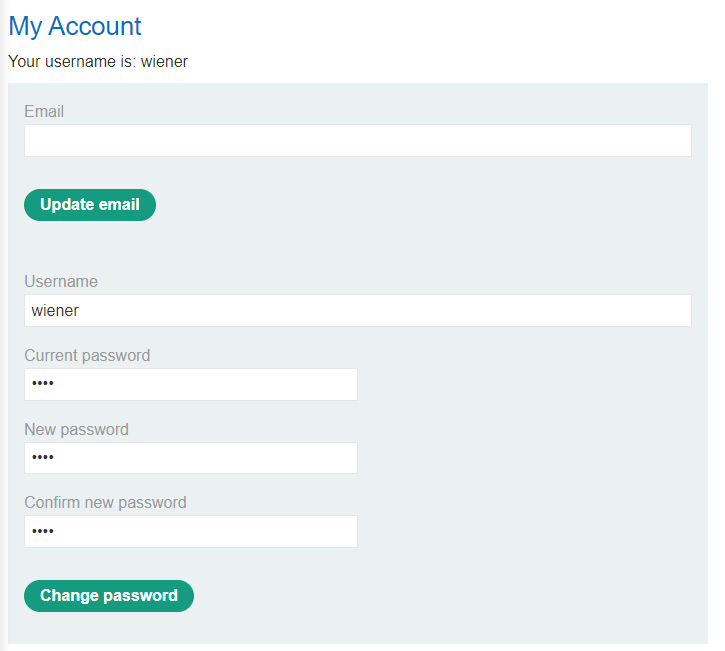 My Account
Your username is: wiener
Email
Update email
Username
wiener
Current password
••••
New password
••••
Confirm new password
••••
Change password